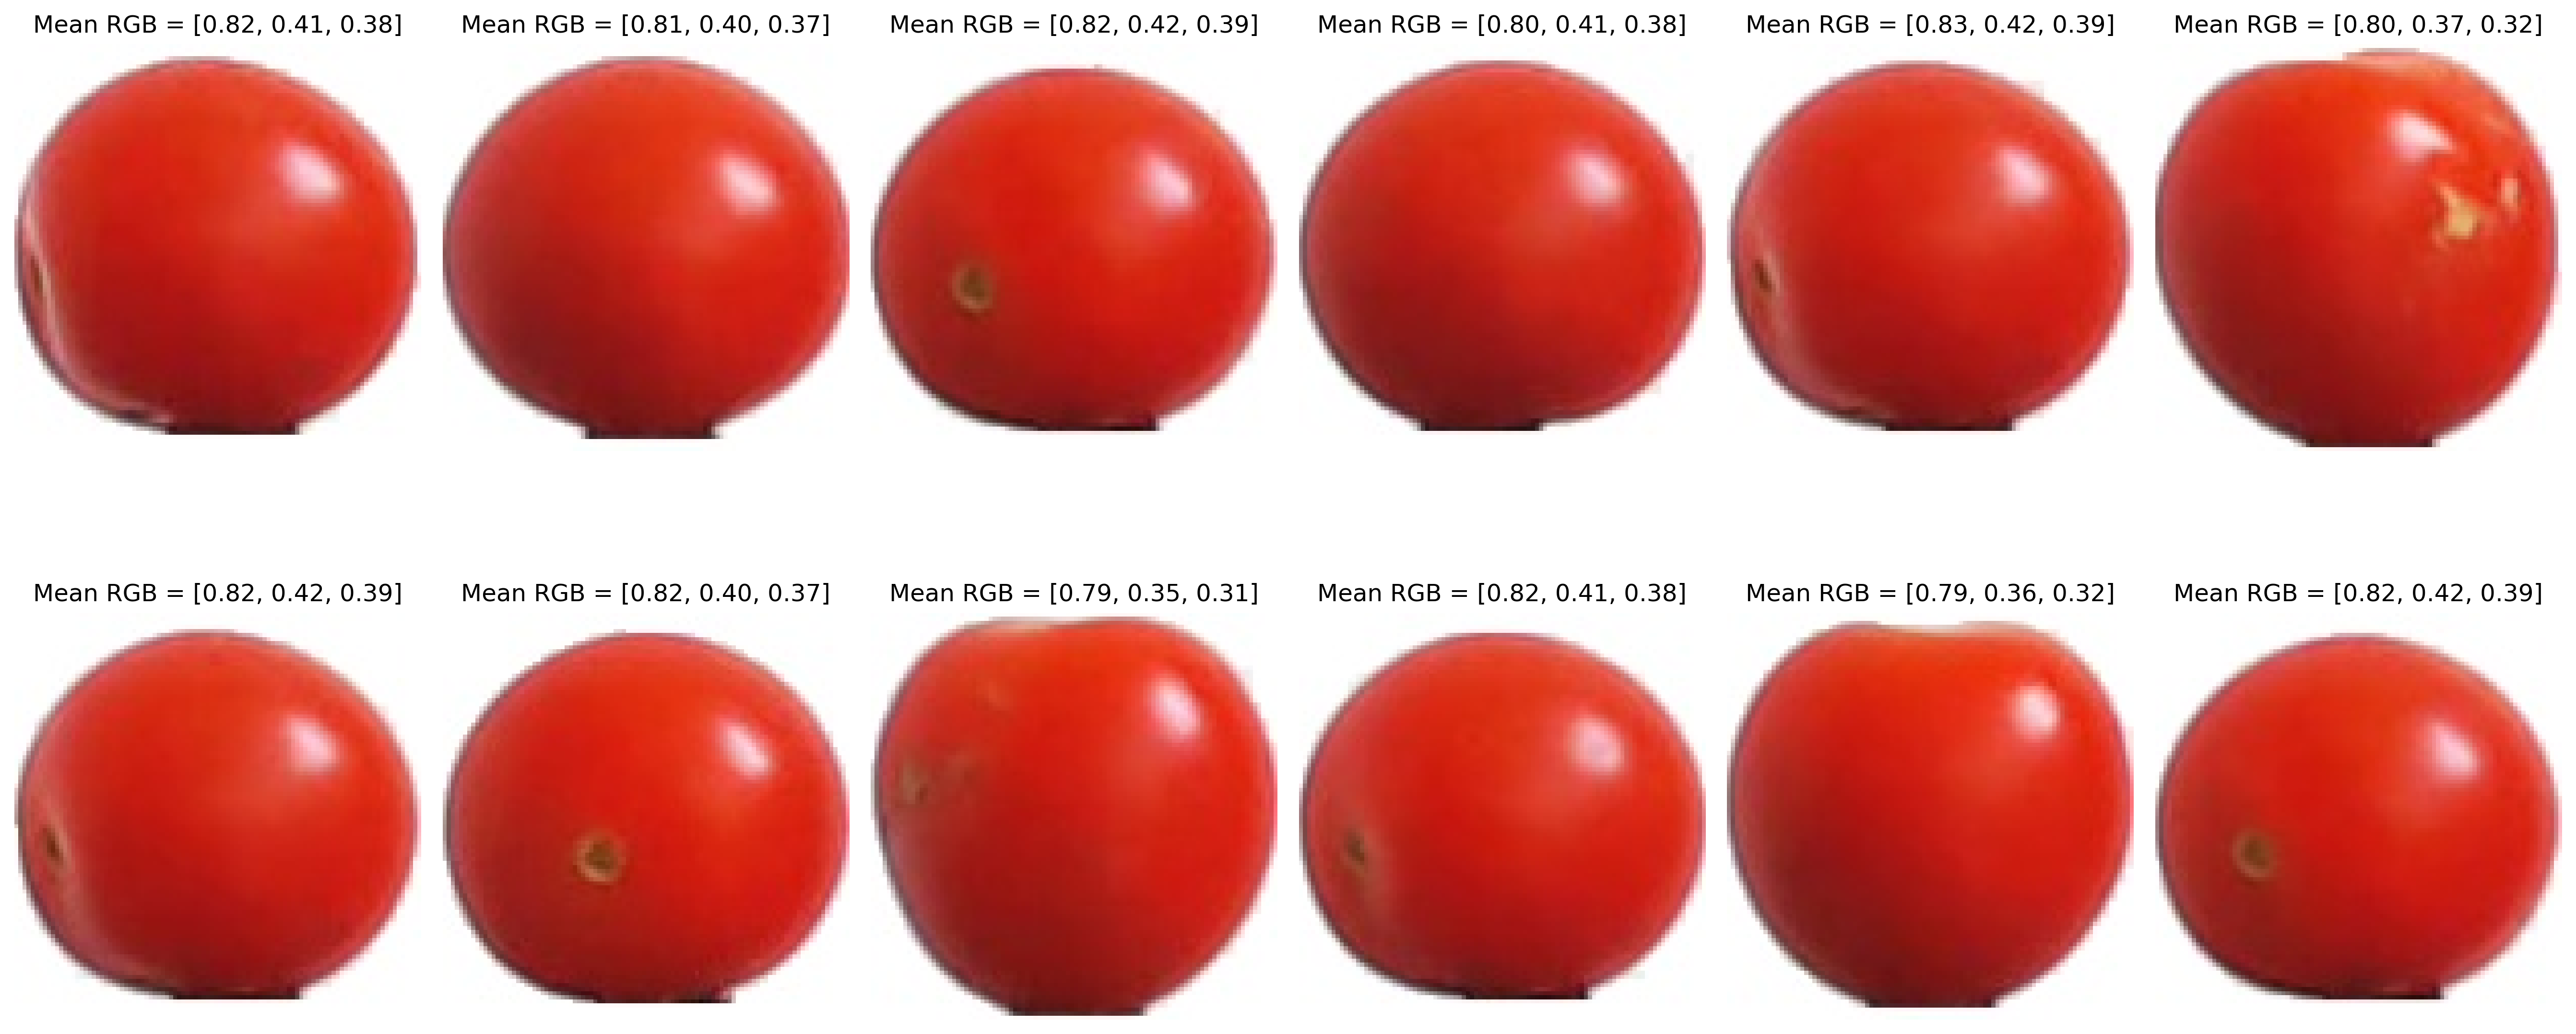 Mean RGB = [0.82, 0.41, 0.38]
Mean RGB = [0.81, 0.40, 0.37]
Mean RGB = [0.82, 0.42, 0.39]
Mean RGB = [0.80, 0.41, 0.38]
Mean RGB = [0.83, 0.42, 0.39]
Mean RGB = [0.80, 0.37, 0.32]
Mean RGB = [0.82, 0.42, 0.39]
Mean RGB = [0.82, 0.40, 0.37]
Mean RGB = [0.79, 0.35, 0.31]
Mean RGB = [0.82, 0.41, 0.38]
Mean RGB = [0.79, 0.36, 0.32]
Mean RGB = [0.82, 0.42, 0.39]